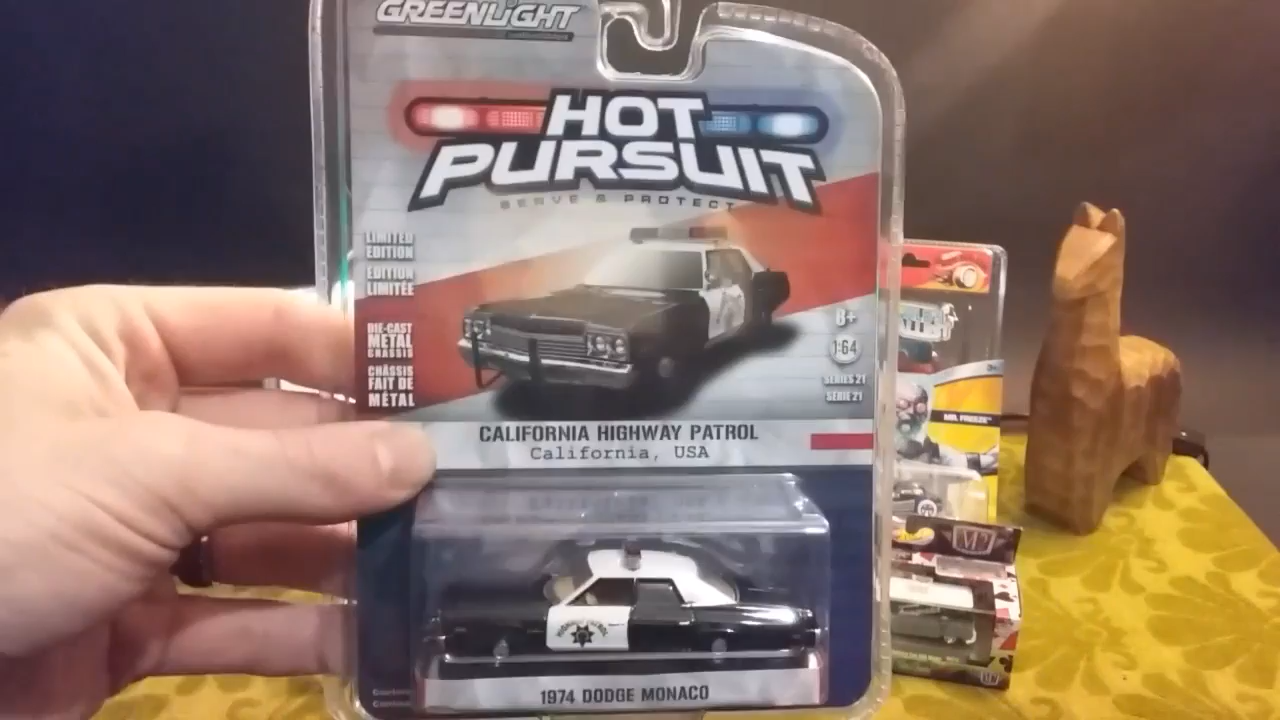 GREENLIGHT
HOT
PURSUIT
SERVE & PROTECT
LIMITED
EDITION
ÉDITION
LIMITÉE
DIE-CAST
METAL
CHASSIS
CHÂSSIS
FAIT DE
MÉTAL
8+
1:64
SERIES 21
SÉRIE 21
CALIFORNIA HIGHWAY PATROL
California, USA
MR. FREEZE
1974 DODGE MONACO